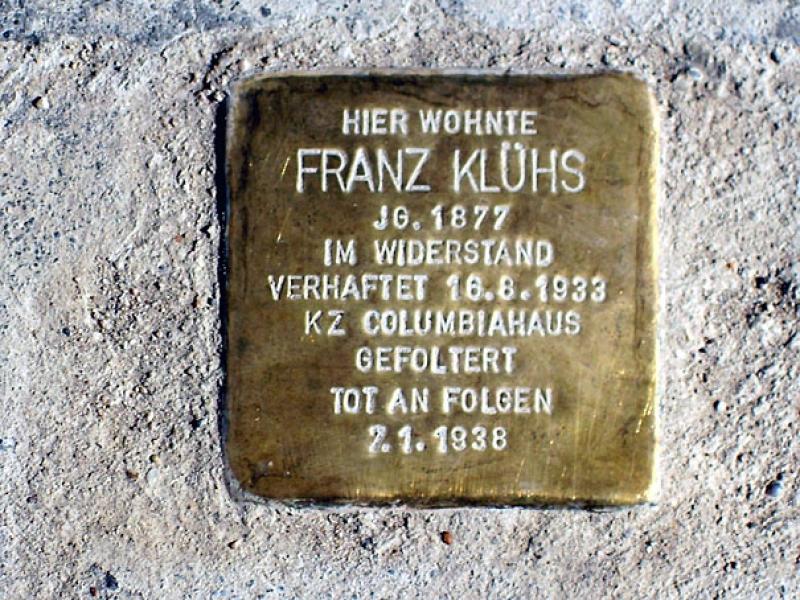 HIER WOHNTE
FRANZ KLÜHS
JG. 1877
IM WIDERSTAND
VERHAFTET 16.8.1933
KZ COLUMBIAHAUS
GEFOLTERT
TOT AN FOLGEN
7.1.1938